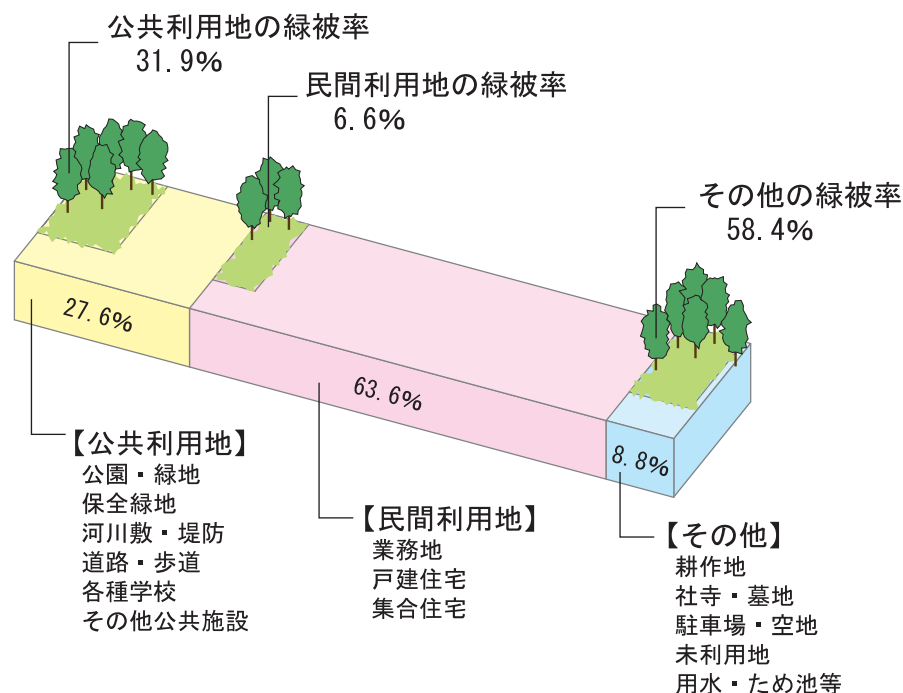 公共利用地の緑被率
31.9%
民間利用地の緑被率
6.6%
その他の緑被率
58.4%
27.6%
63.6%
8.8%
【公共利用地】
公園・緑地
保全緑地
河川敷・堤防
道路・歩道
各種学校
その他公共施設
【民間利用地】
業務地
戸建住宅
集合住宅
【その他】
耕作地
社寺・墓地
駐車場・空地
未利用地
用水・ため池等